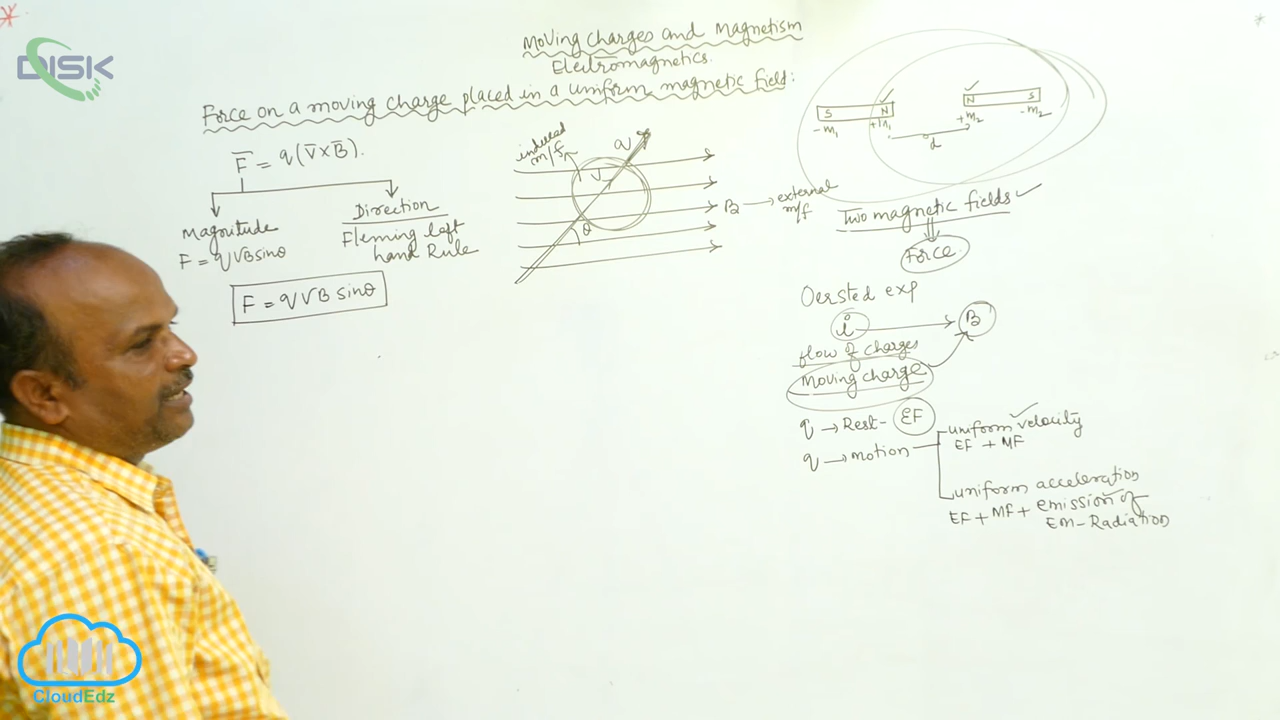 DISK
Moving charges and Magnetism
Electromagnetics.
Force on a moving charge placed in a uniform magnetic field:
F̅ = q(V̅×B̅).
Magnitude
F = qVBsinθ
Direction
Fleming left
hand Rule
F = qVB sinθ
induced
m/f
q
V
θ
B → external
m/f
S N
N S
-m₁ +m₁
+m₂ -m₂
d
Two magnetic fields ✓
Force.
Oersted exp
i → B
flow of charges
Moving charge
q → Rest- EF
q → motion
uniform velocity
EF + MF
uniform acceleration
EF + MF + emission of
EM-Radiation
CloudEdz